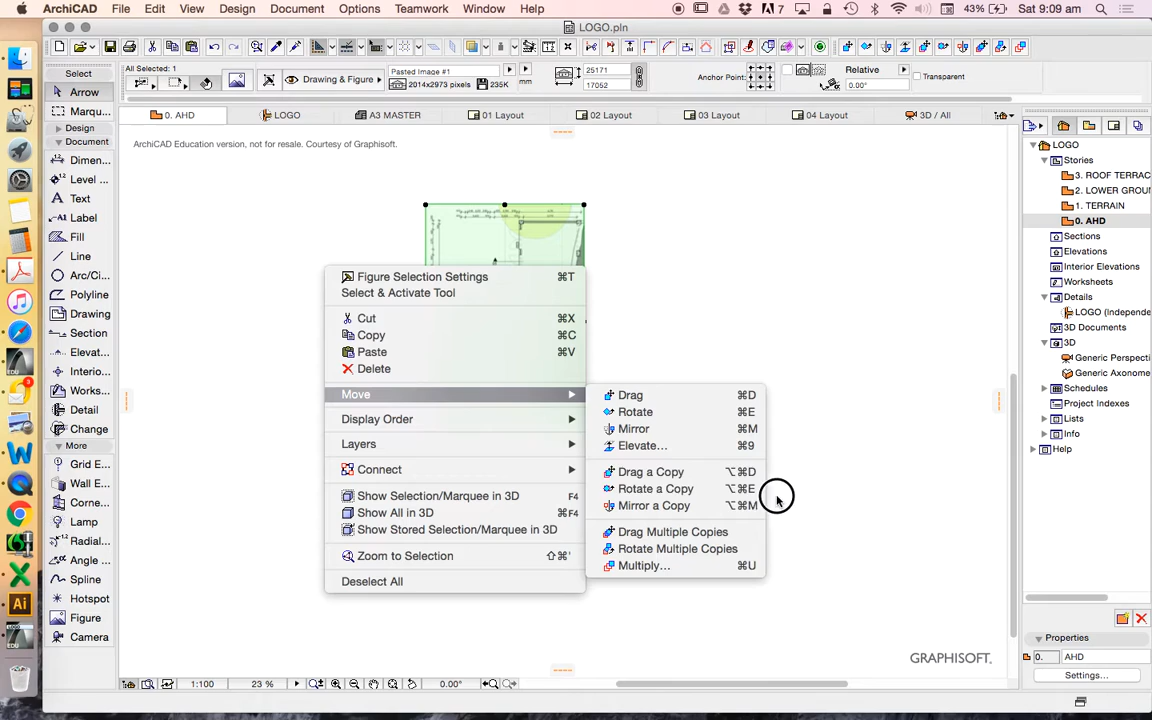 ArchiCAD File Edit View Design Document Options Teamwork Window Help 7 43% Sat 9:09 am
LOGO.pln
Select
All Selected: 1
Arrow
Marqu...
Design
Document
Dimen...
Level ...
Text
Label
Fill
Line
Arc/Ci...
Polyline
Drawing
Section
Elevat...
Interio...
Works...
Detail
Change
More
Grid E...
Wall E...
Corne...
Lamp
Radial...
Angle ...
Spline
Hotspot
Figure
Camera
Drawing & Figure
Pasted Image #1
2014x2973 pixels 235K
mm
25171
17052
Anchor Point:
Relative
0.00°
Transparent
0. AHD LOGO A3 MASTER 01 Layout 02 Layout 03 Layout 04 Layout 3D / All
ArchiCAD Education version, not for resale. Courtesy of Graphisoft.
Figure Selection Settings ⌘T
Select & Activate Tool
Cut ⌘X
Copy ⌘C
Paste ⌘V
Delete
Move
Display Order
Layers
Connect
Show Selection/Marquee in 3D F4
Show All in 3D ⌘F4
Show Stored Selection/Marquee in 3D
Zoom to Selection ⇧⌘'
Deselect All
Drag ⌘D
Rotate ⌘E
Mirror ⌘M
Elevate... ⌘9
Drag a Copy ⌥⌘D
Rotate a Copy ⌥⌘E
Mirror a Copy ⌥⌘M
Drag Multiple Copies
Rotate Multiple Copies
Multiply... ⌘U
LOGO
Stories
3. ROOF TERRAC
2. LOWER GROUN
1. TERRAIN
0. AHD
Sections
Elevations
Interior Elevations
Worksheets
Details
LOGO (Independe
3D Documents
3D
Generic Perspecti
Generic Axonome
Schedules
Project Indexes
Lists
Info
Help
Properties
0. AHD
Settings...
GRAPHISOFT.
1:100 23 % 0.00°